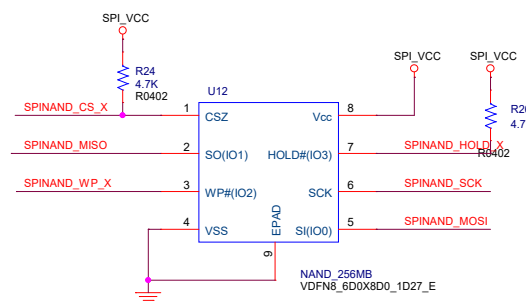 SPI_VCC
SPI_VCC
SPI_VCC
R24
4.7K
R0402
U12
SPINAND_CS_X
1
CSZ
Vcc
8
4.7
SPINAND_MISO
2
SO(IO1)
HOLD#(IO3)
7
SPINAND_HOLD_X
R0402
SPINAND_WP_X
3
WP#(IO2)
SCK
6
SPINAND_SCK
4
VSS
EPAD
SI(IO0)
5
SPINAND_MOSI
9
NAND_256MB
VDFN8_6D0X8D0_1D27_E